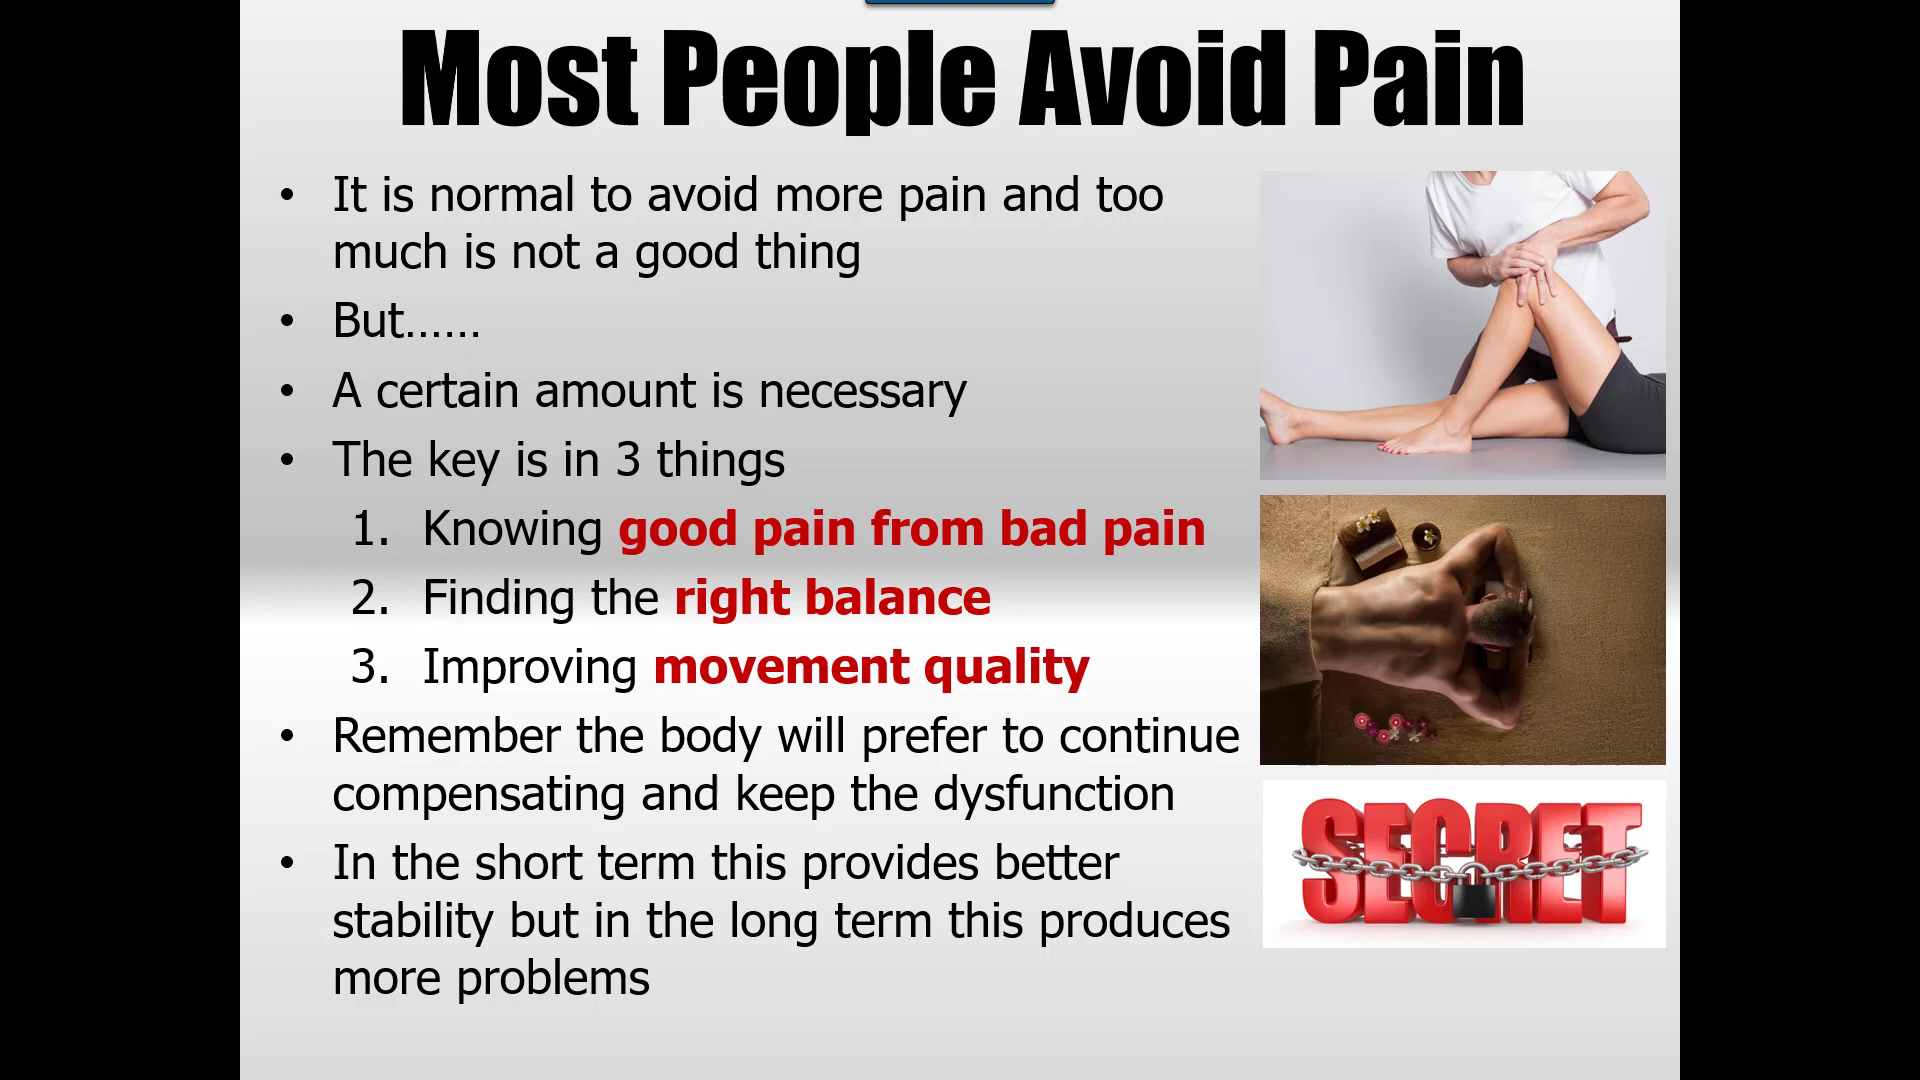 Most People Avoid Pain
• It is normal to avoid more pain and too
much is not a good thing
• But......
• A certain amount is necessary
• The key is in 3 things
1. Knowing good pain from bad pain
2. Finding the right balance
3. Improving movement quality
• Remember the body will prefer to continue
compensating and keep the dysfunction
• In the short term this provides better
stability but in the long term this produces
more problems
SECRET